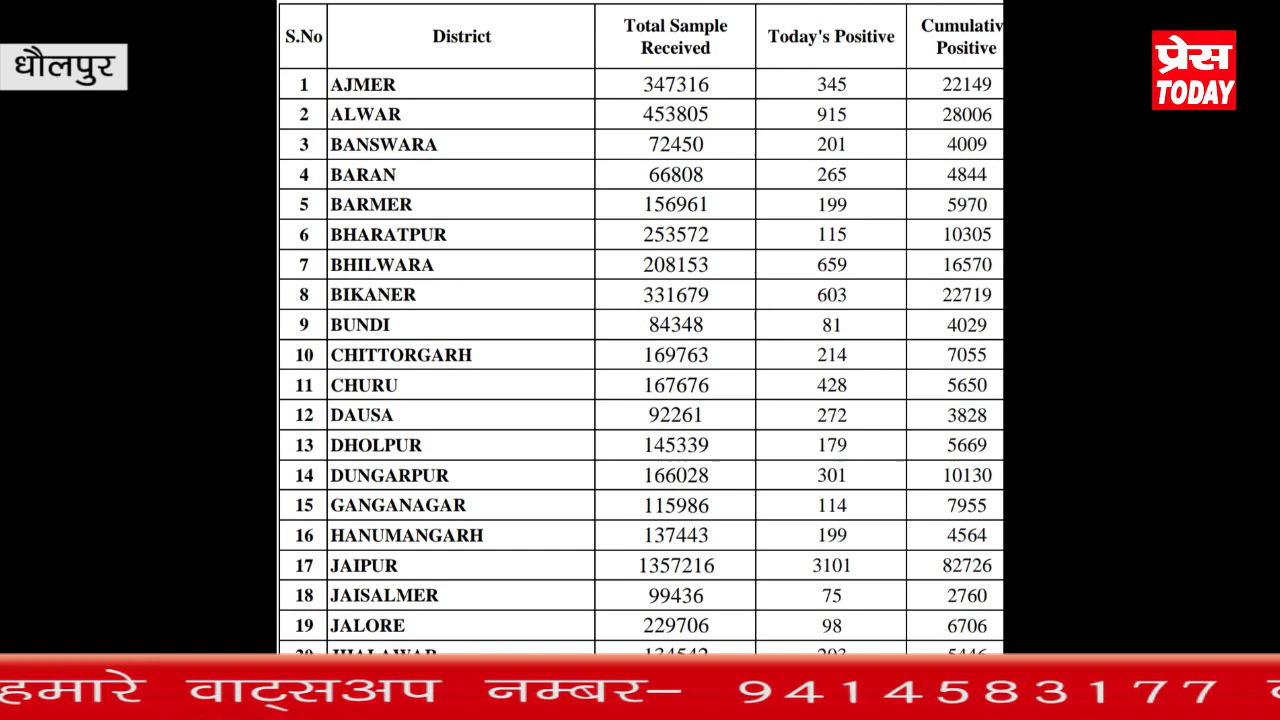 धौलपुर
प्रेस
TODAY
S.No District Total Sample Received Today's Positive Cumulativ Positive
1 AJMER 347316 345 22149
2 ALWAR 453805 915 28006
3 BANSWARA 72450 201 4009
4 BARAN 66808 265 4844
5 BARMER 156961 199 5970
6 BHARATPUR 253572 115 10305
7 BHILWARA 208153 659 16570
8 BIKANER 331679 603 22719
9 BUNDI 84348 81 4029
10 CHITTORGARH 169763 214 7055
11 CHURU 167676 428 5650
12 DAUSA 92261 272 3828
13 DHOLPUR 145339 179 5669
14 DUNGARPUR 166028 301 10130
15 GANGANAGAR 115986 114 7955
16 HANUMANGARH 137443 199 4564
17 JAIPUR 1357216 3101 82726
18 JAISALMER 99436 75 2760
19 JALORE 229706 98 6706
हमारे वाट्सअप नम्बर– 9414583177